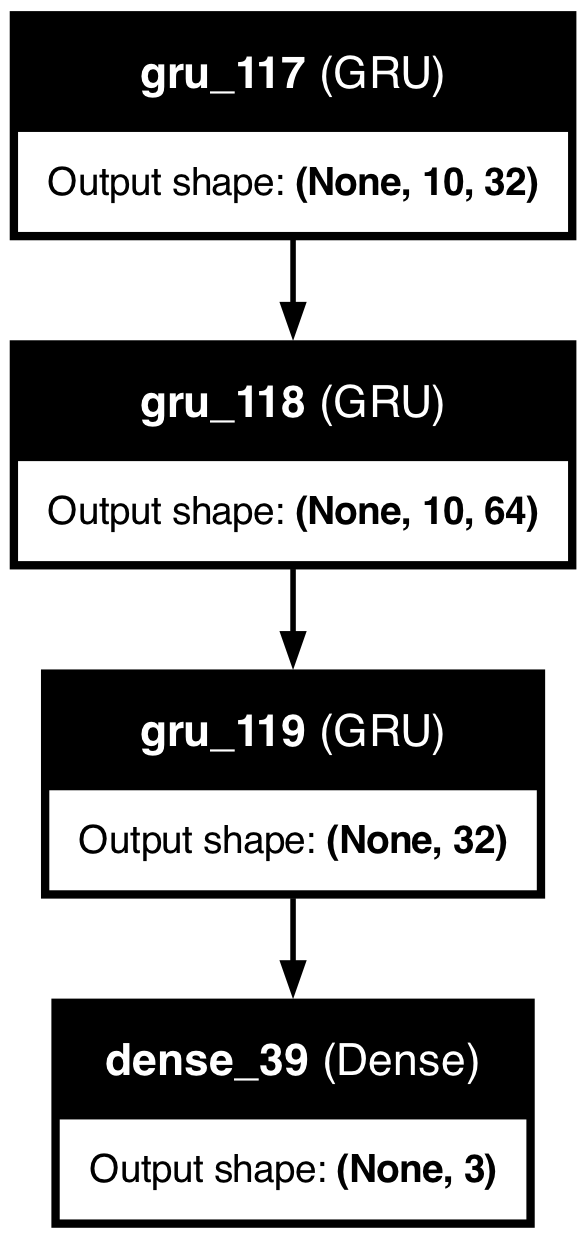 gru_117 (GRU)
Output shape: (None, 10, 32)
gru_118 (GRU)
Output shape: (None, 10, 64)
gru_119 (GRU)
Output shape: (None, 32)
dense_39 (Dense)
Output shape: (None, 3)